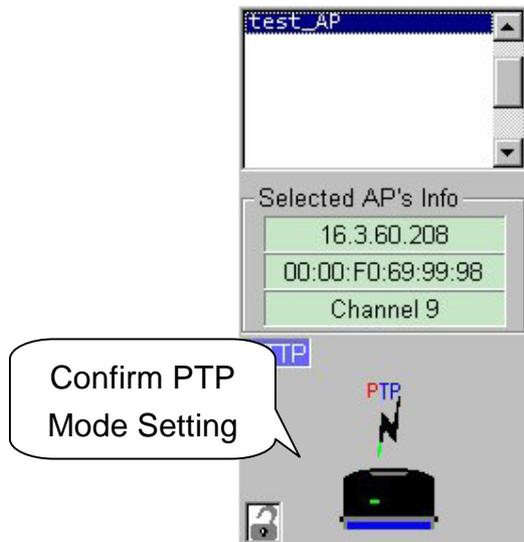 test_AP
Selected AP's Info
16.3.60.208
00:00:F0:69:99:98
Channel 9
Confirm PTP
Mode Setting
PTP